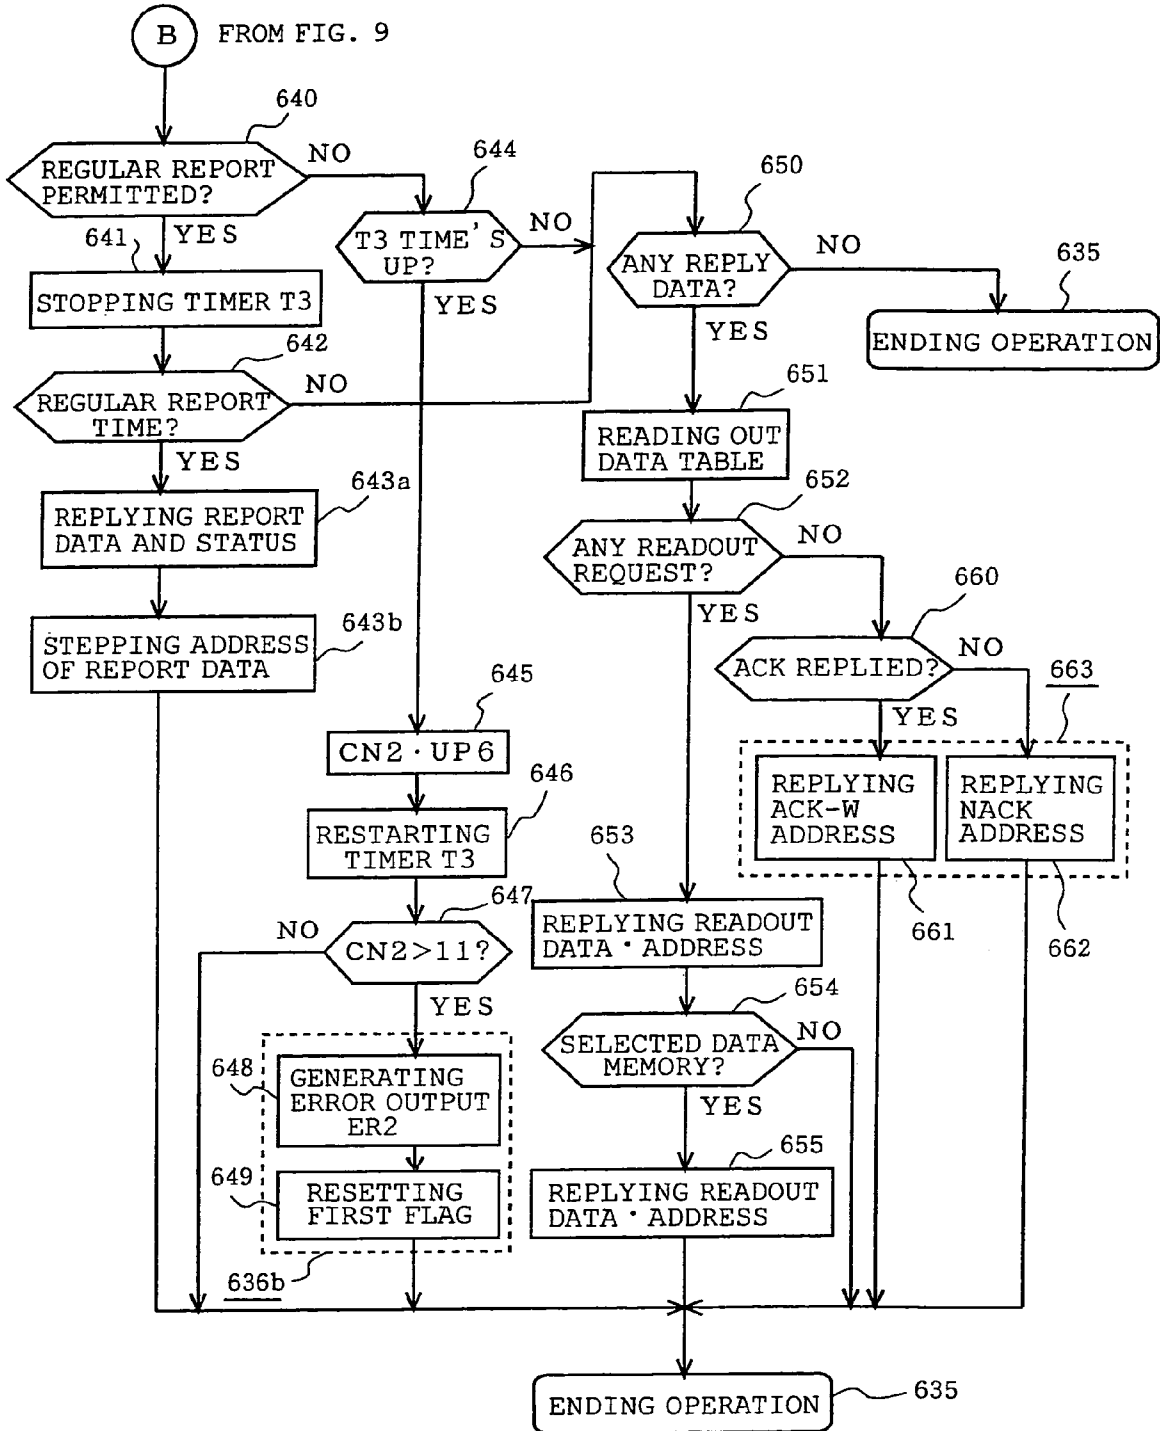 B FROM FIG. 9
640
REGULAR REPORT
PERMITTED?
NO
YES
641
STOPPING TIMER T3
642
REGULAR REPORT
TIME?
NO
YES
643a
REPLYING REPORT
DATA AND STATUS
643b
STEPPING ADDRESS
OF REPORT DATA
644
T3 TIME'S
UP?
NO
YES
645
CN2・UP6
646
RESTARTING
TIMER T3
647
CN2>11?
NO
YES
648
GENERATING
ERROR OUTPUT
ER2
649
RESETTING
FIRST FLAG
636b
650
ANY REPLY
DATA?
NO
YES
635
ENDING OPERATION
651
READING OUT
DATA TABLE
652
ANY READOUT
REQUEST?
NO
YES
653
REPLYING READOUT
DATA・ADDRESS
654
SELECTED DATA
MEMORY?
NO
YES
655
REPLYING READOUT
DATA・ADDRESS
660
ACK REPLIED?
NO
YES
663
REPLYING
ACK-W
ADDRESS
661
REPLYING
NACK
ADDRESS
662
ENDING OPERATION
635